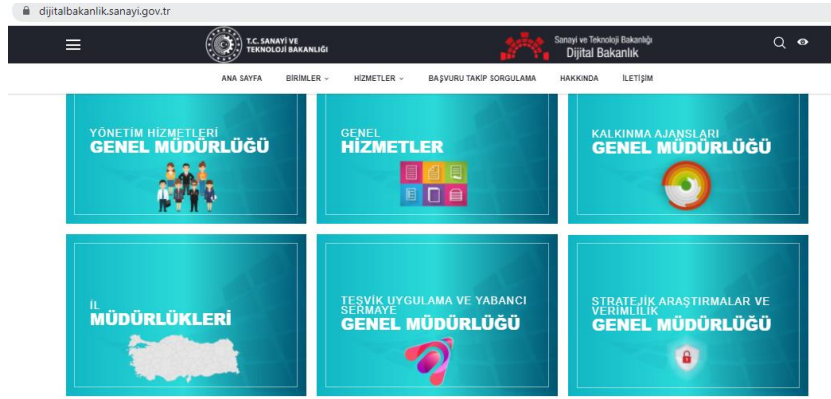 dijitalbakanlik.sanayi.gov.tr
T.C. SANAYİ VE
TEKNOLOJİ BAKANLIĞI
Sanayi ve Teknoloji Bakanlığı
Dijital Bakanlık
ANA SAYFA BİRİMLER HİZMETLER BAŞVURU TAKİP SORGULAMA HAKKINDA İLETİŞİM
YÖNETİM HİZMETLERİ
GENEL MÜDÜRLÜĞÜ
GENEL
HİZMETLER
KALKINMA AJANSLARI
GENEL MÜDÜRLÜĞÜ
İL
MÜDÜRLÜKLERİ
TEŞVİK UYGULAMA VE YABANCI
SERMAYE
GENEL MÜDÜRLÜĞÜ
STRATEJİK ARAŞTIRMALAR VE
VERİMLİLİK
GENEL MÜDÜRLÜĞÜ